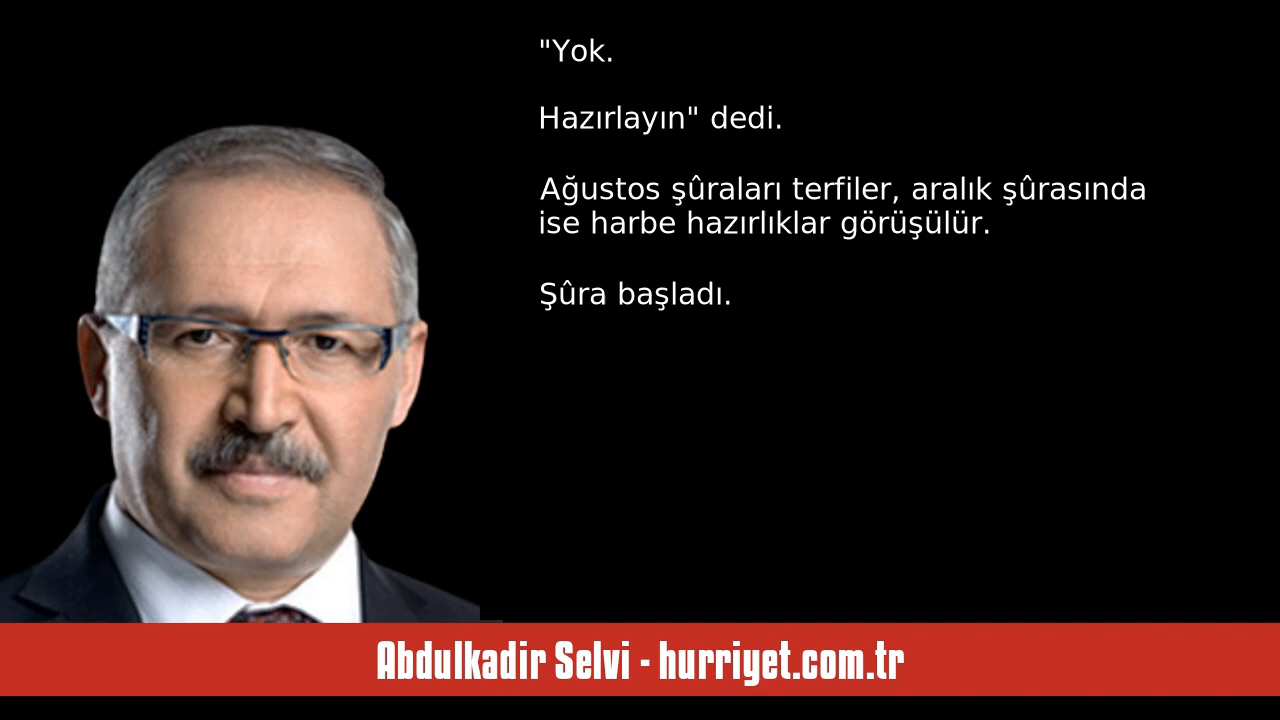 "Yok.
Hazırlayın" dedi.
Ağustos şûraları terfiler, aralık şûrasında
ise harbe hazırlıklar görüşülür.
Şûra başladı.
Abdulkadir Selvi - hurriyet.com.tr